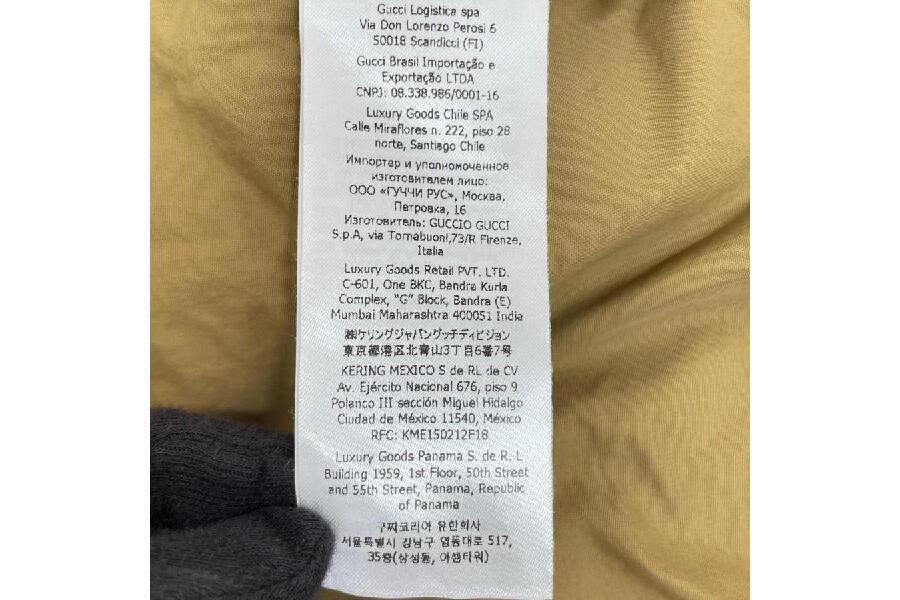 Gucci Logistica spa
Via Don Lorenzo Perosi 6
50018 Scandicci (FI)
Gucci Brasil Importação e
Exportação LTDA
CNPJ: 08.338.986/0001-16
Luxury Goods Chile SPA
Calle Miraflores n. 222, piso 28
norte, Santiago Chile
Импортер и уполномоченное
изготовителем лицо:
ООО «ГУЧЧИ РУС», Москва,
Петровка, 16
Изготовитель: GUCCIO GUCCI
S.p.A, via Tornabuoni,73/R Firenze,
Italia
Luxury Goods Retail PVT. LTD.
C-601, One BKC, Bandra Kurla
Complex, "G" Block, Bandra (E)
Mumbai Maharashtra 400051 India
㈱ケリングジャパングッチディビジョン
東京都港区北青山3丁目6番7号
KERING MEXICO S de RL de CV
Av. Ejército Nacional 676, piso 9
Polanco III sección Miguel Hidalgo
Ciudad de México 11540, México
RFC: KME150212F18
Luxury Goods Panama S. de R. L
Building 1959, 1st Floor, 50th Street
and 55th Street, Panama, Republic
of Panama
구찌코리아 유한회사
서울특별시 강남구 영동대로 517,
35층(삼성동, 아셈타워)